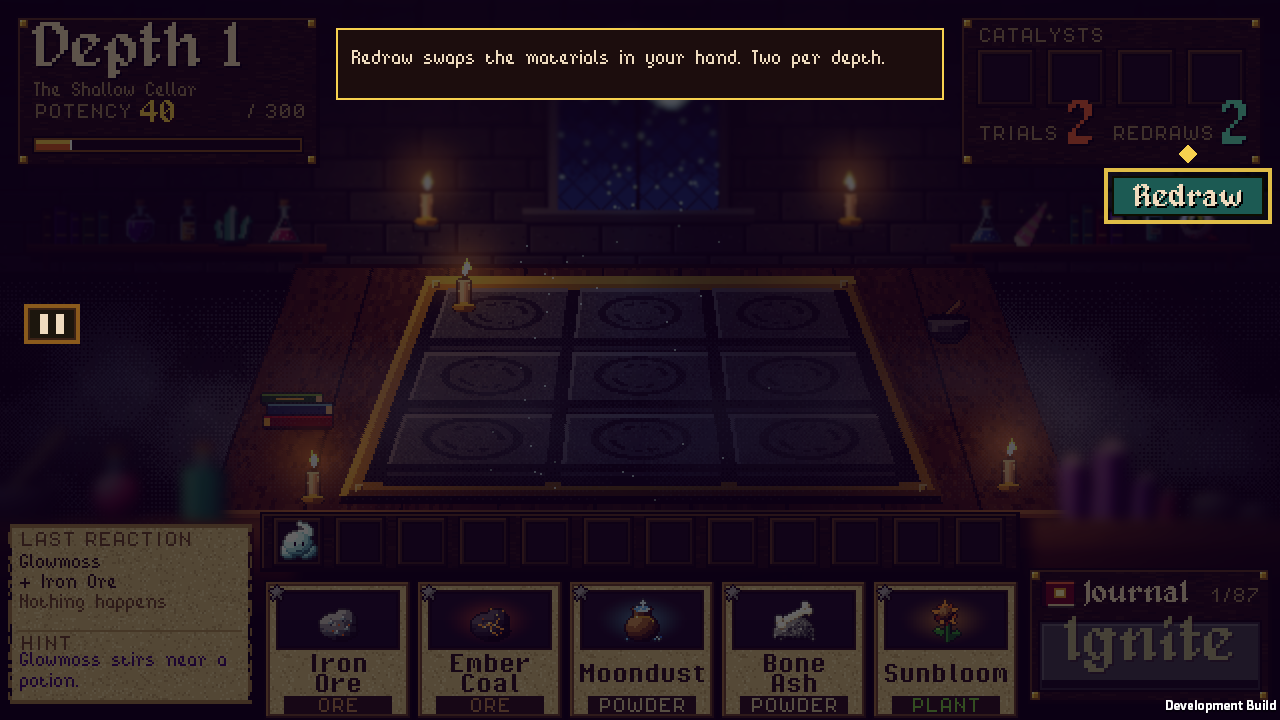 Depth 1
The Shallow Cellar
POTENCY 40 / 300
Redraw swaps the materials in your hand. Two per depth.
CATALYSTS
TRIALS 2 REDRAWS 2
Redraw
LAST REACTION
Glowmoss
+ Iron Ore
Nothing happens
HINT
Glowmoss stirs near a
potion.
Iron
Ore
ORE
Ember
Coal
ORE
Moondust
POWDER
Bone
Ash
POWDER
Sunbloom
PLANT
Journal 1/87
Ignite
Development Build